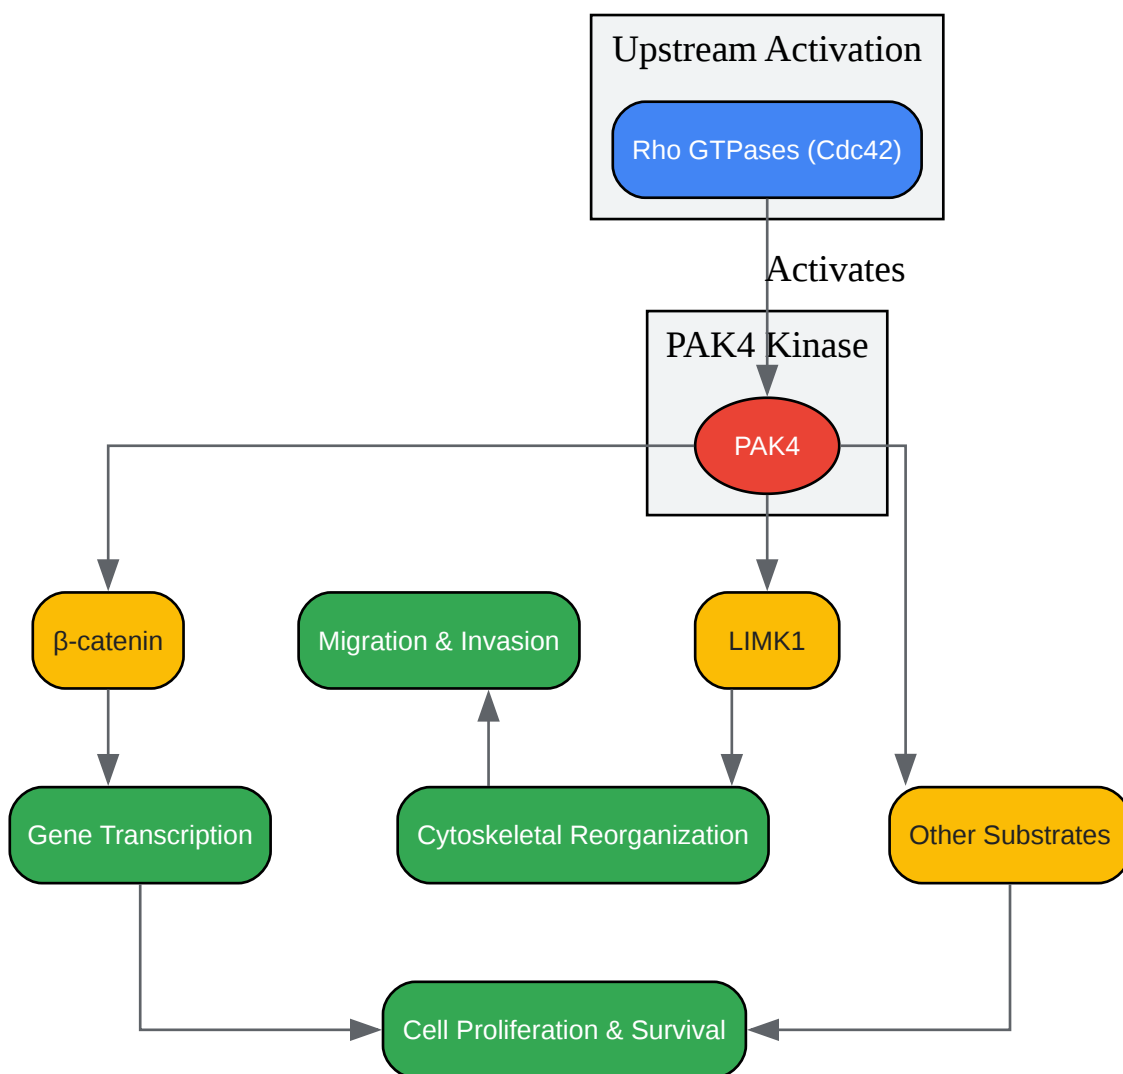 Upstream Activation
Rho GTPases (Cdc42)
Activates
PAK4 Kinase
PAK4
β-catenin
Migration & Invasion
LIMK1
Gene Transcription
Cytoskeletal Reorganization
Other Substrates
Cell Proliferation & Survival